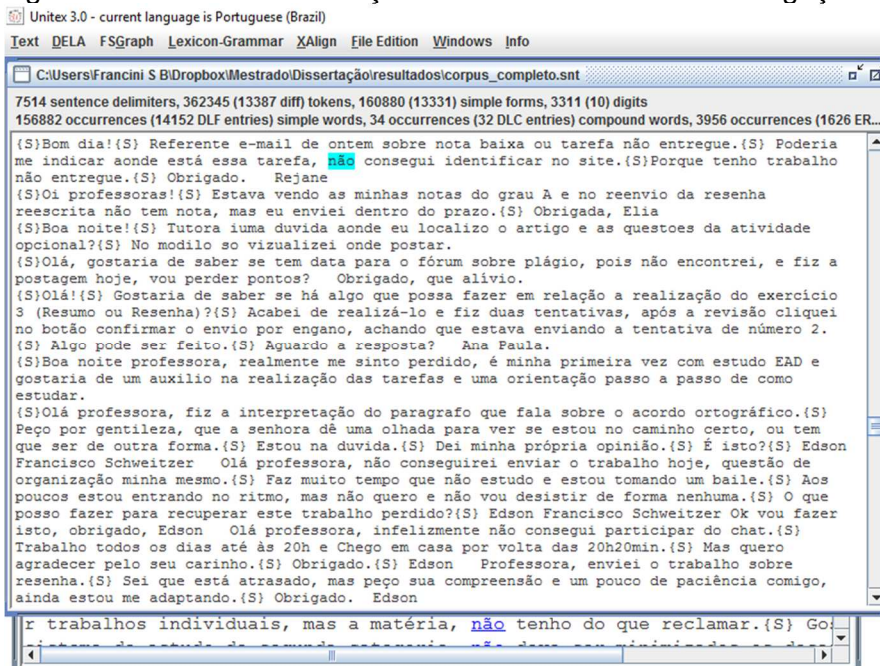 Unitex 3.0 - current language is Portuguese (Brazil)
Text DELA FSGraph Lexicon-Grammar XAlign File Edition Windows Info
C:\Users\Francini S B\Dropbox\Mestrado\Dissertação\resultados\corpus_completo.snt
7514 sentence delimiters, 362345 (13387 diff) tokens, 160880 (13331) simple forms, 3311 (10) digits
156882 occurrences (14152 DLF entries) simple words, 34 occurrences (32 DLC entries) compound words, 3956 occurrences (1626 ER...
{S}Bom dia!{S} Referente e-mail de ontem sobre nota baixa ou tarefa não entregue.{S} Poderia
me indicar aonde está essa tarefa, não consegui identificar no site.{S}Porque tenho trabalho
não entregue.{S} Obrigado. Rejane
{S}Oi professoras!{S} Estava vendo as minhas notas do grau A e no reenvio da resenha
reescrita não tem nota, mas eu enviei dentro do prazo.{S} Obrigada, Elia
{S}Boa noite!{S} Tutora iuma duvida aonde eu localizo o artigo e as questoes da atividade
opcional?{S} No modilo so vizualizei onde postar.
{S}Olá, gostaria de saber se tem data para o fórum sobre plágio, pois não encontrei, e fiz a
postagem hoje, vou perder pontos? Obrigado, que alívio.
{S}Olá!{S} Gostaria de saber se há algo que possa fazer em relação a realização do exercício
3 (Resumo ou Resenha)?{S} Acabei de realizá-lo e fiz duas tentativas, após a revisão cliquei
no botão confirmar o envio por engano, achando que estava enviando a tentativa de número 2.
{S} Algo pode ser feito.{S} Aguardo a resposta? Ana Paula.
{S}Boa noite professora, realmente me sinto perdido, é minha primeira vez com estudo EAD e
gostaria de um auxilio na realização das tarefas e uma orientação passo a passo de como
estudar.
{S}Olá professora, fiz a interpretação do paragrafo que fala sobre o acordo ortográfico.{S}
Peço por gentileza, que a senhora dê uma olhada para ver se estou no caminho certo, ou tem
que ser de outra forma.{S} Estou na duvida.{S} Dei minha própria opinião.{S} É isto?{S} Edson
Francisco Schweitzer Olá professora, não conseguirei enviar o trabalho hoje, questão de
organização minha mesmo.{S} Faz muito tempo que não estudo e estou tomando um baile.{S} Aos
poucos estou entrando no ritmo, mas não quero e não vou desistir de forma nenhuma.{S} O que
posso fazer para recuperar este trabalho perdido?{S} Edson Francisco Schweitzer Ok vou fazer
isto, obrigado, Edson Olá professora, infelizmente não consegui participar do chat.{S}
Trabalho todos os dias até às 20h e Chego em casa por volta das 20h20min.{S} Mas quero
agradecer pelo seu carinho.{S} Obrigado.{S} Edson Professora, enviei o trabalho sobre
resenha.{S} Sei que está atrasado, mas peço sua compreensão e um pouco de paciência comigo,
ainda estou me adaptando.{S} Obrigado. Edson
r trabalhos individuais, mas a matéria, não tenho do que reclamar.{S} Go